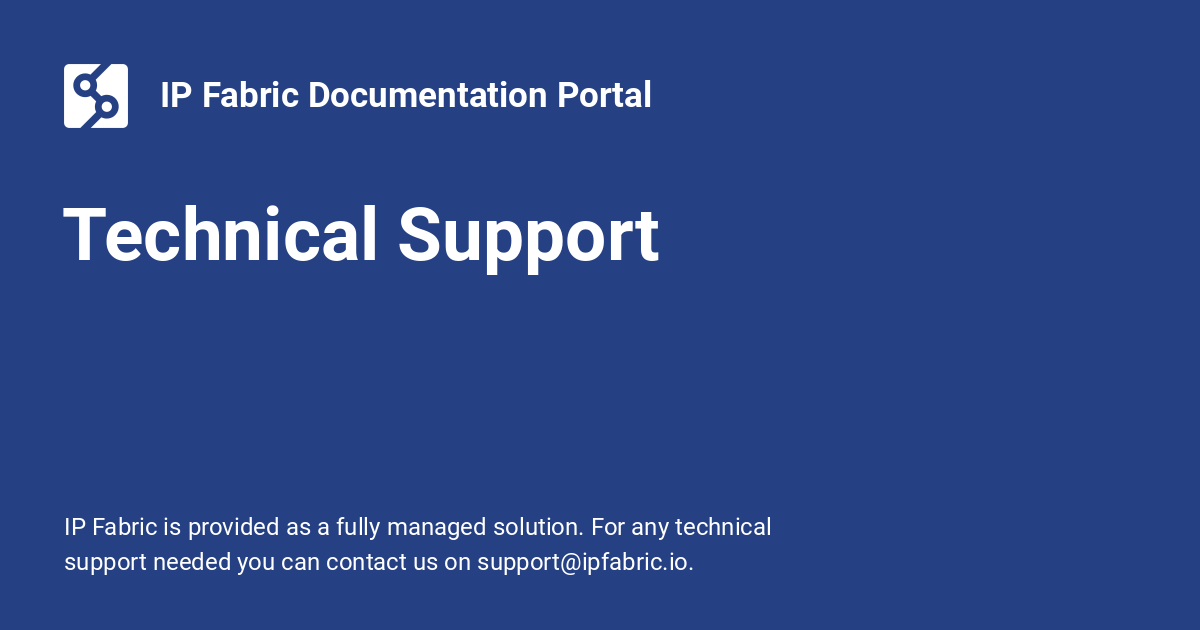 IP Fabric Documentation Portal
Technical Support
IP Fabric is provided as a fully managed solution. For any technical
support needed you can contact us on support@ipfabric.io.